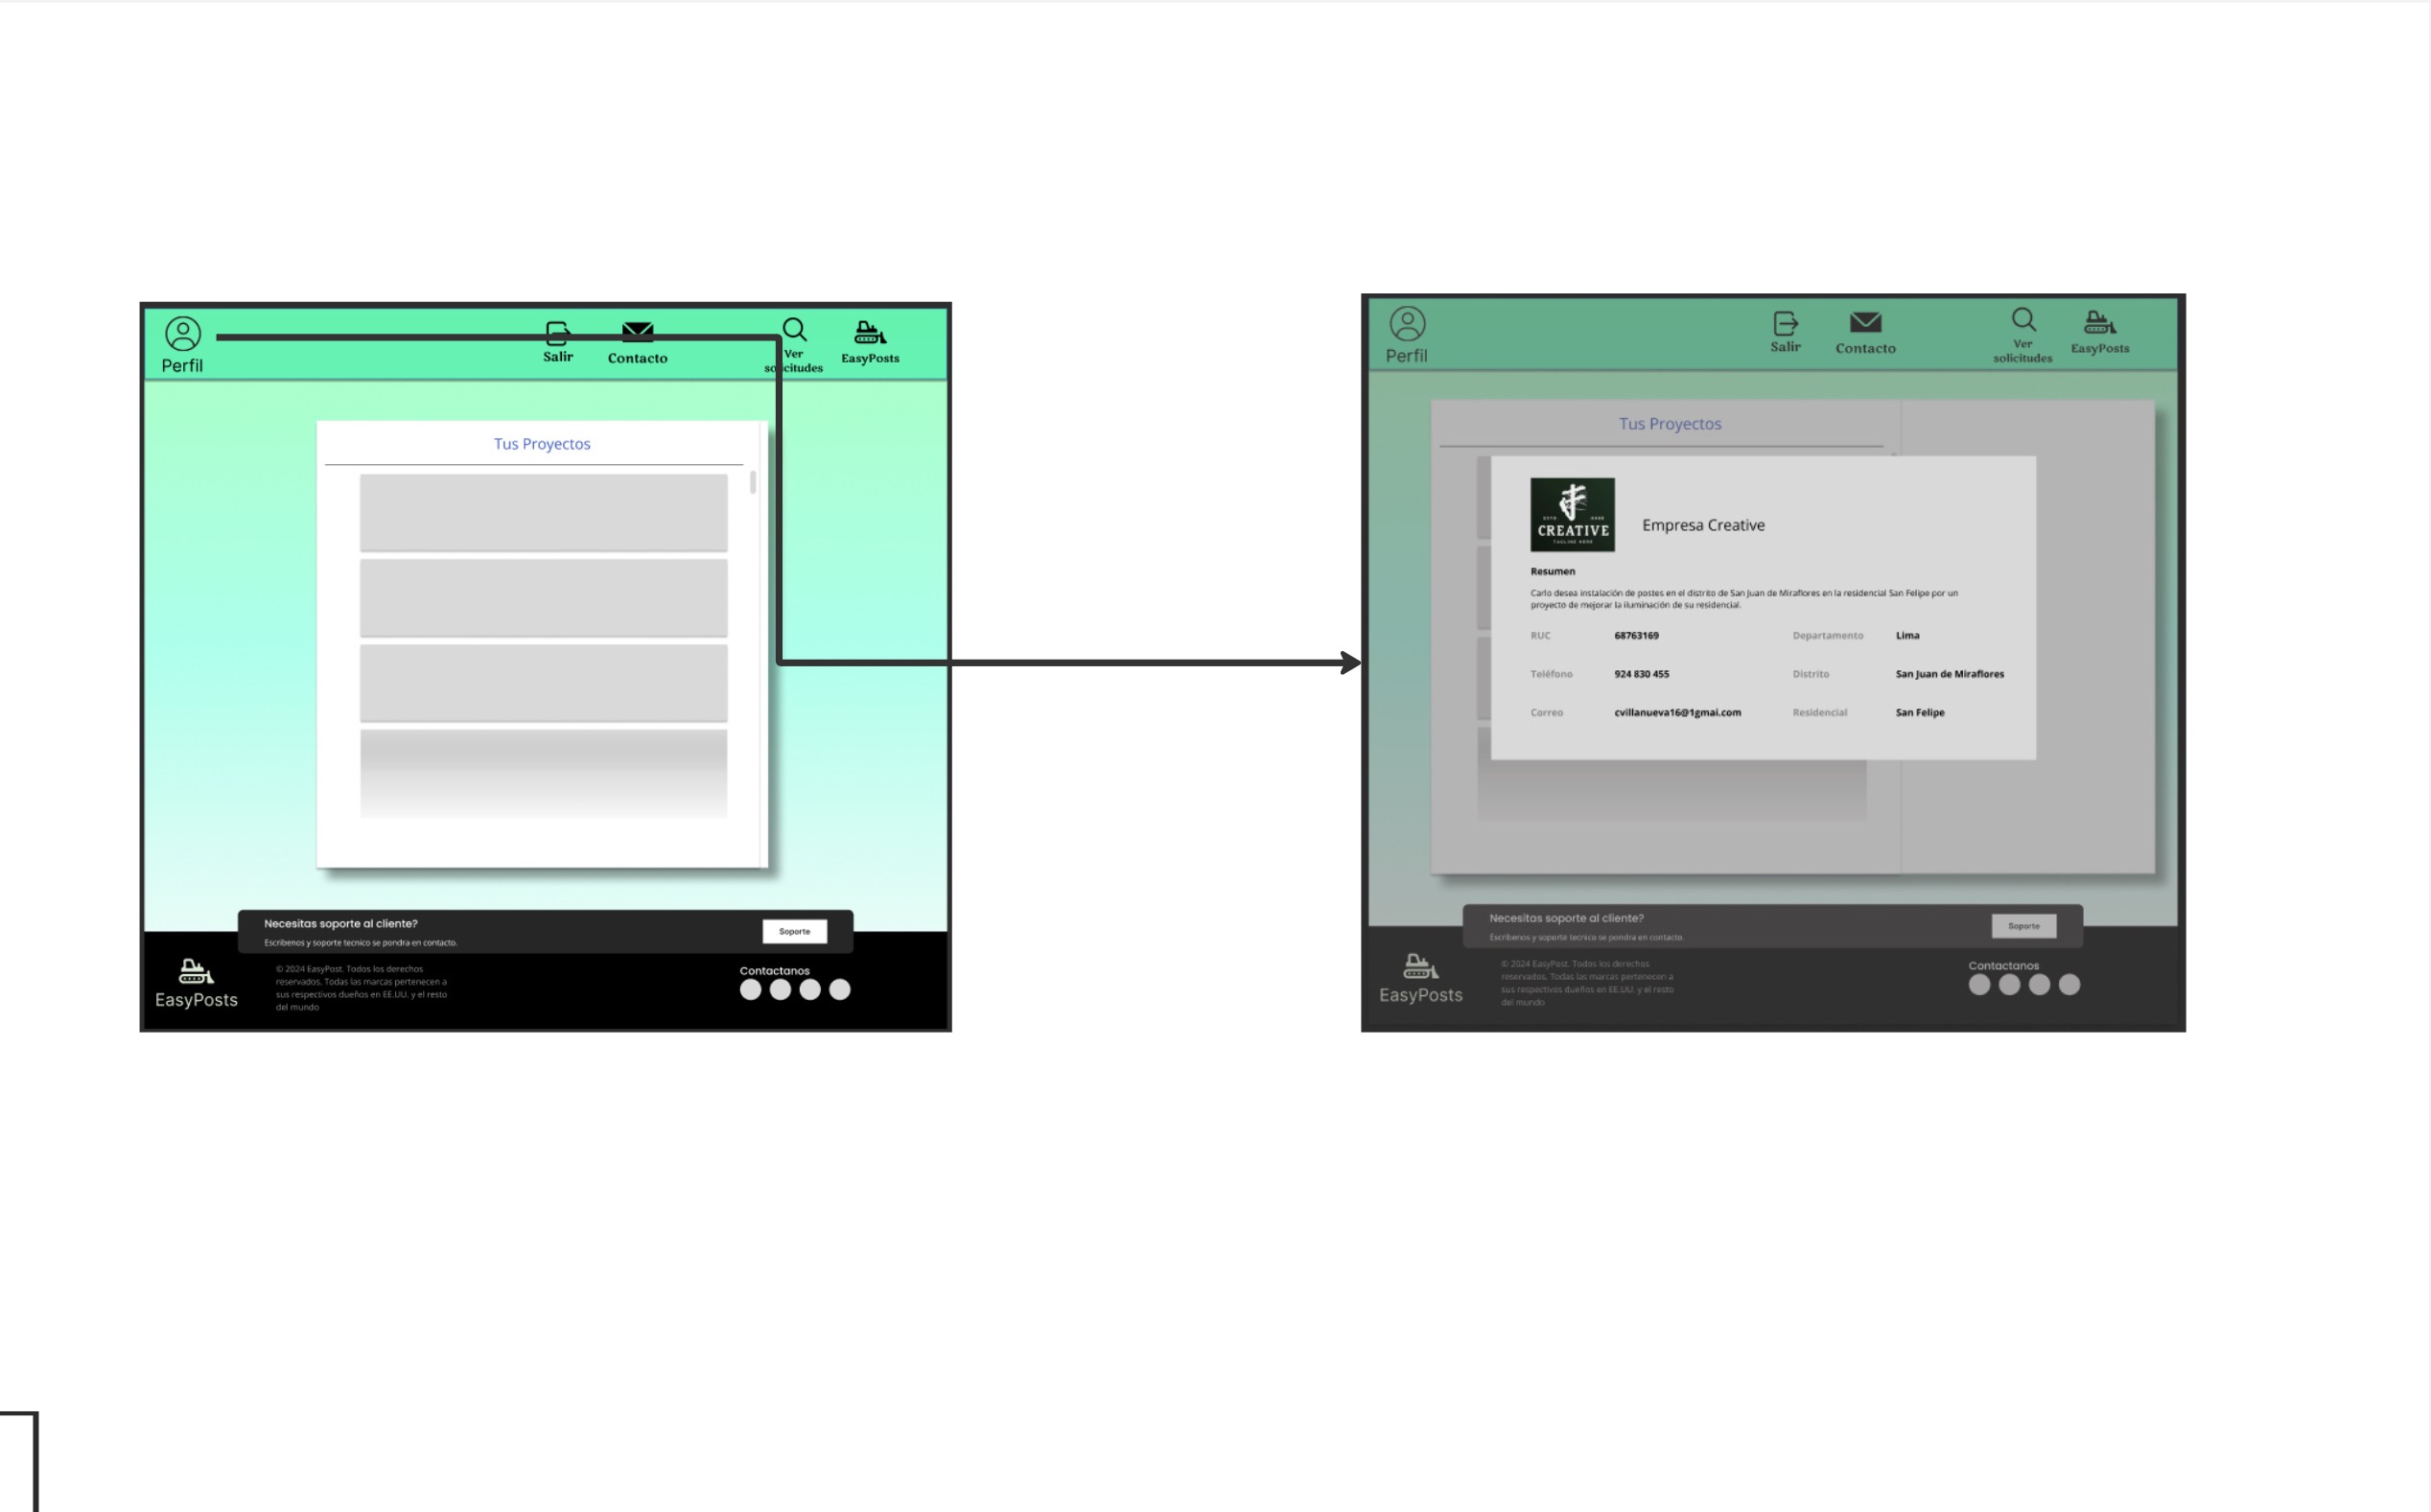 Perfil
Salir
Contacto
Ver
solicitudes
EasyPosts
Tus Proyectos
Necesitas soporte al cliente?
Escribenos y soporte tecnico se pondra en contacto.
Soporte
EasyPosts
© 2024 EasyPost. Todos los derechos
reservados. Todas las marcas pertenecen a
sus respectivos dueños en EE.UU. y el resto
del mundo
Contactanos
Perfil
Salir
Contacto
Ver
solicitudes
EasyPosts
Tus Proyectos
CREATIVE
TAGLINE HERE
Empresa Creative
Resumen
Carlo desea instalación de postes en el distrito de San Juan de Miraflores en la residencial San Felipe por un
proyecto de mejorar la iluminación de su residencial.
RUC 68763169 Departamento Lima
Teléfono 924 830 455 Distrito San Juan de Miraflores
Correo cvillanueva16@1gmai.com Residencial San Felipe
Necesitas soporte al cliente?
Escribenos y soporte tecnico se pondra en contacto.
Soporte
EasyPosts
© 2024 EasyPost. Todos los derechos
reservados. Todas las marcas pertenecen a
sus respectivos dueños en EE.UU. y el resto
del mundo
Contactanos